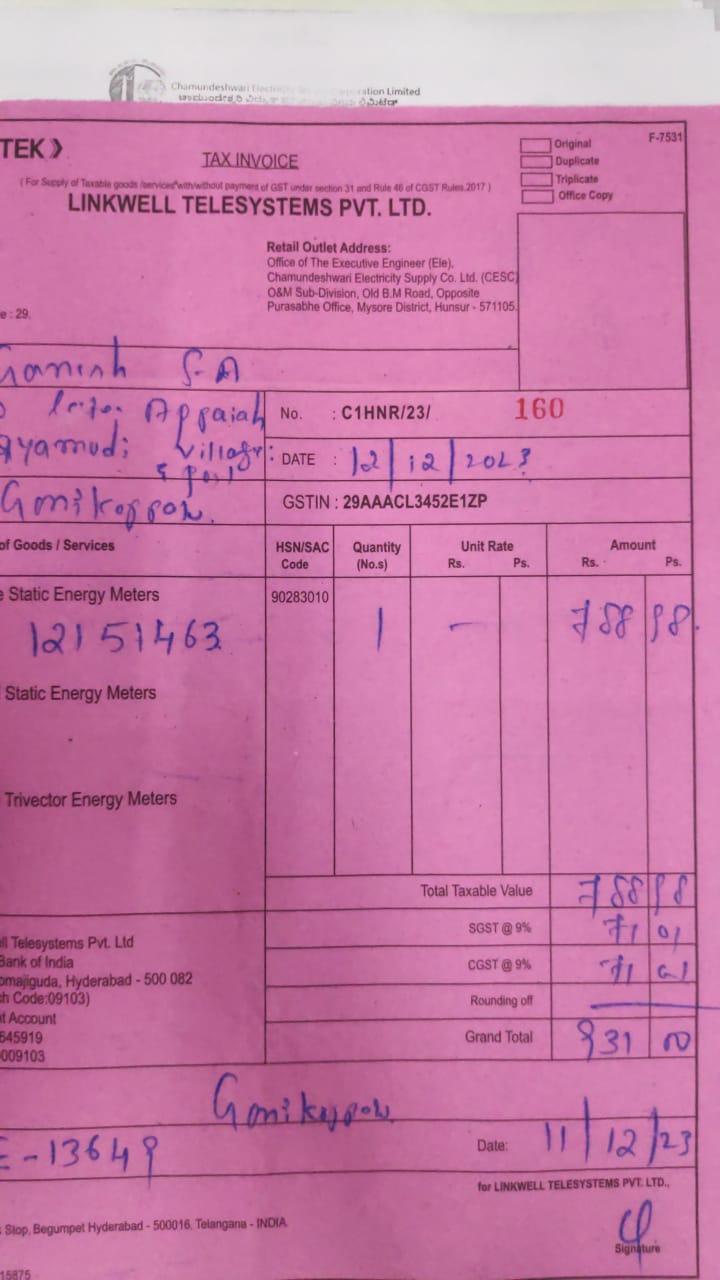 Chamundeshwari Electricity Corporation Limited
TEK》
TAX INVOICE
( For Supply of Taxable goods /services with/without payment of GST under section 31 and Rule 46 of CGST Rules.2017 )
LINKWELL TELESYSTEMS PVT. LTD.
F-7531
Original
Duplicate
Triplicate
Office Copy
Retail Outlet Address:
Office of The Executive Engineer (Ele),
Chamundeshwari Electricity Supply Co. Ltd. (CESC)
O&M Sub-Division, Old B.M Road, Opposite
Purasabhe Office, Mysore District, Hunsur - 571105.
e : 29.
S-A
Appaiah
village
& post
Gonikoppal.
No. : C1HNR/23/ 160
DATE : 12/12/2023
GSTIN : 29AAACL3452E1ZP
of Goods / Services HSN/SAC Code Quantity (No.s) Unit Rate Rs. Ps. Amount Rs. Ps.
e Static Energy Meters 90283010
12151463 1 - 788 98.
Static Energy Meters
Trivector Energy Meters
Total Taxable Value 788 98
SGST @ 9% 71 01
CGST @ 9% 71 01
Rounding off
Grand Total 931 00
ll Telesystems Pvt. Ltd
Bank of India
omajiguda, Hyderabad - 500 082
h Code:09103)
t Account
645919
009103
Gonikoppal
E-13649
Date: 11/12/23
for LINKWELL TELESYSTEMS PVT. LTD.,
Stop, Begumpet Hyderabad - 500016, Telangana - INDIA
Signature
15875